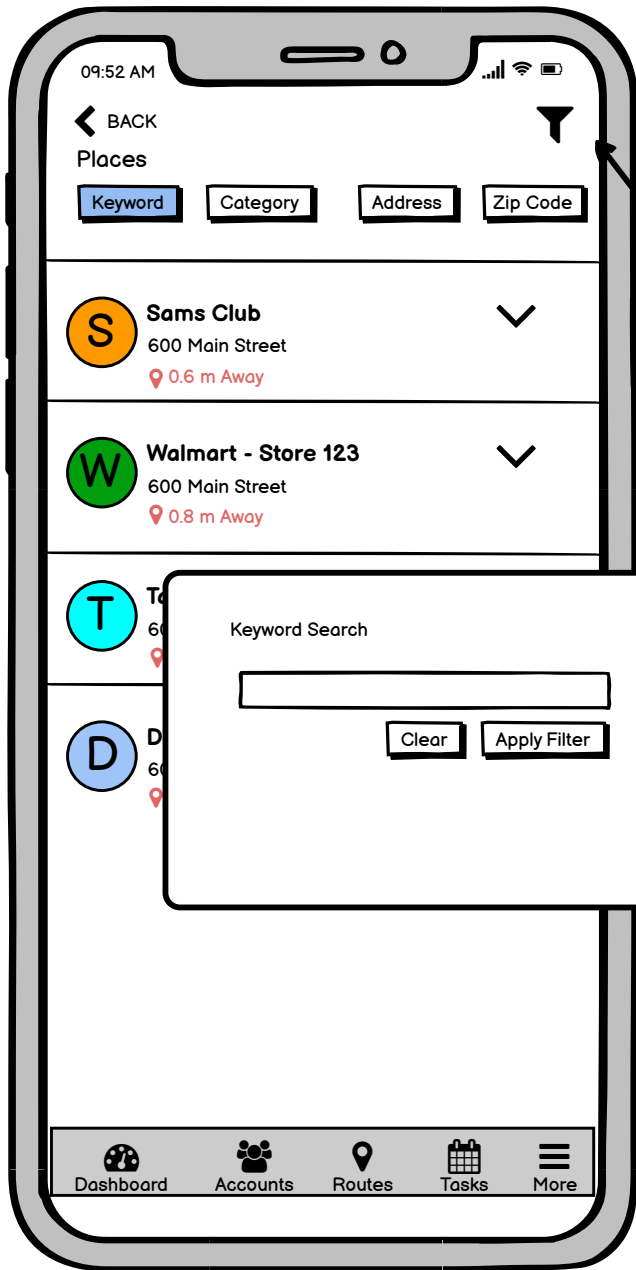 09:52 AM
BACK
Places
Keyword Category Address Zip Code
S
Sams Club
600 Main Street
0.6 m Away
W
Walmart - Store 123
600 Main Street
0.8 m Away
T
Keyword Search
D
Clear Apply Filter
Dashboard Accounts Routes Tasks More